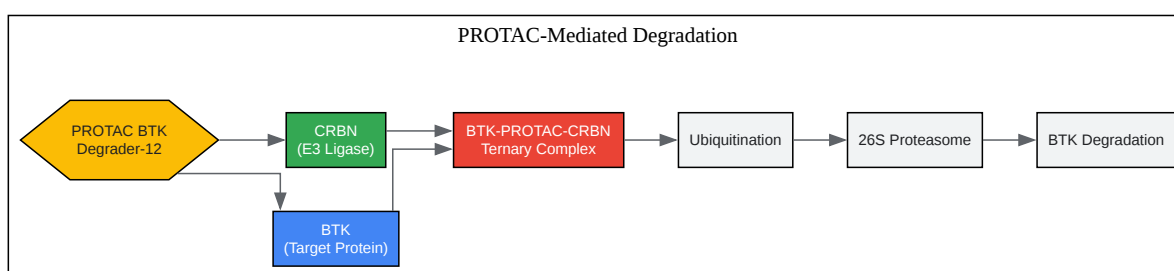 PROTAC-Mediated Degradation
PROTAC BTK
Degrader-12
CRBN
(E3 Ligase)
BTK
(Target Protein)
BTK-PROTAC-CRBN
Ternary Complex
Ubiquitination
26S Proteasome
BTK Degradation